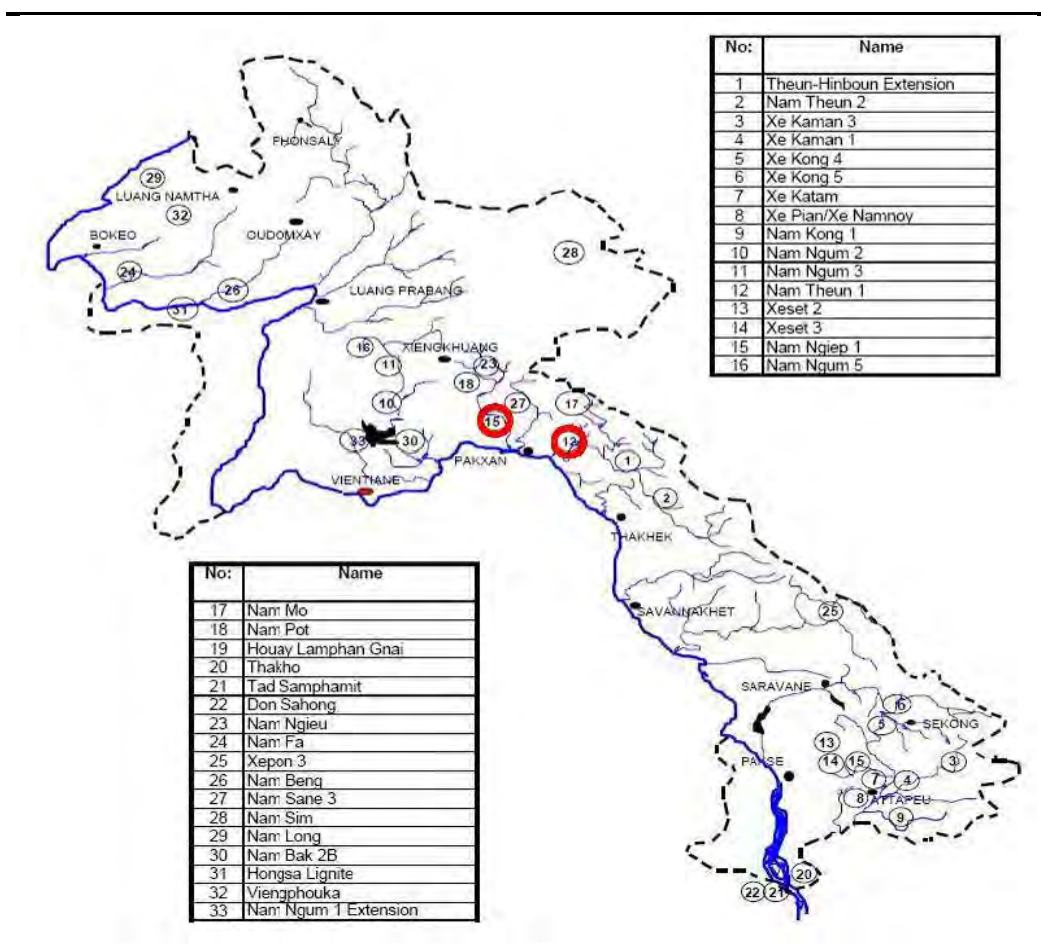 No: Name
1 Theun-Hinboun Extension
2 Nam Theun 2
3 Xe Kaman 3
4 Xe Kaman 1
5 Xe Kong 4
6 Xe Kong 5
7 Xe Katam
8 Xe Pian/Xe Namnoy
9 Nam Kong 1
10 Nam Ngum 2
11 Nam Ngum 3
12 Nam Theun 1
13 Xeset 2
14 Xeset 3
15 Nam Ngiep 1
16 Nam Ngum 5
PHONSALY
29
LUANG NAMTHA
32
BOKEO
OUDOMXAY
28
24
26
LUANG PRABANG
31
16
XIENGKHUANG
11
23
18
10
27
17
15
12
33
30
PAKXAN
1
VIENTIANE
2
THAKHEK
No: Name
17 Nam Mo
18 Nam Pot
19 Houay Lamphan Gnai
20 Thakho
21 Tad Samphamit
22 Don Sahong
23 Nam Ngieu
24 Nam Fa
25 Xepon 3
26 Nam Beng
27 Nam Sane 3
28 Nam Sim
29 Nam Long
30 Nam Bak 2B
31 Hongsa Lignite
32 Viengphouka
33 Nam Ngum 1 Extension
SAVANNAKHET
25
SARAVANE
6
5
SEKONG
13
14
15
3
PAKSE
7
4
8
ATTAPEU
9
20
22
21